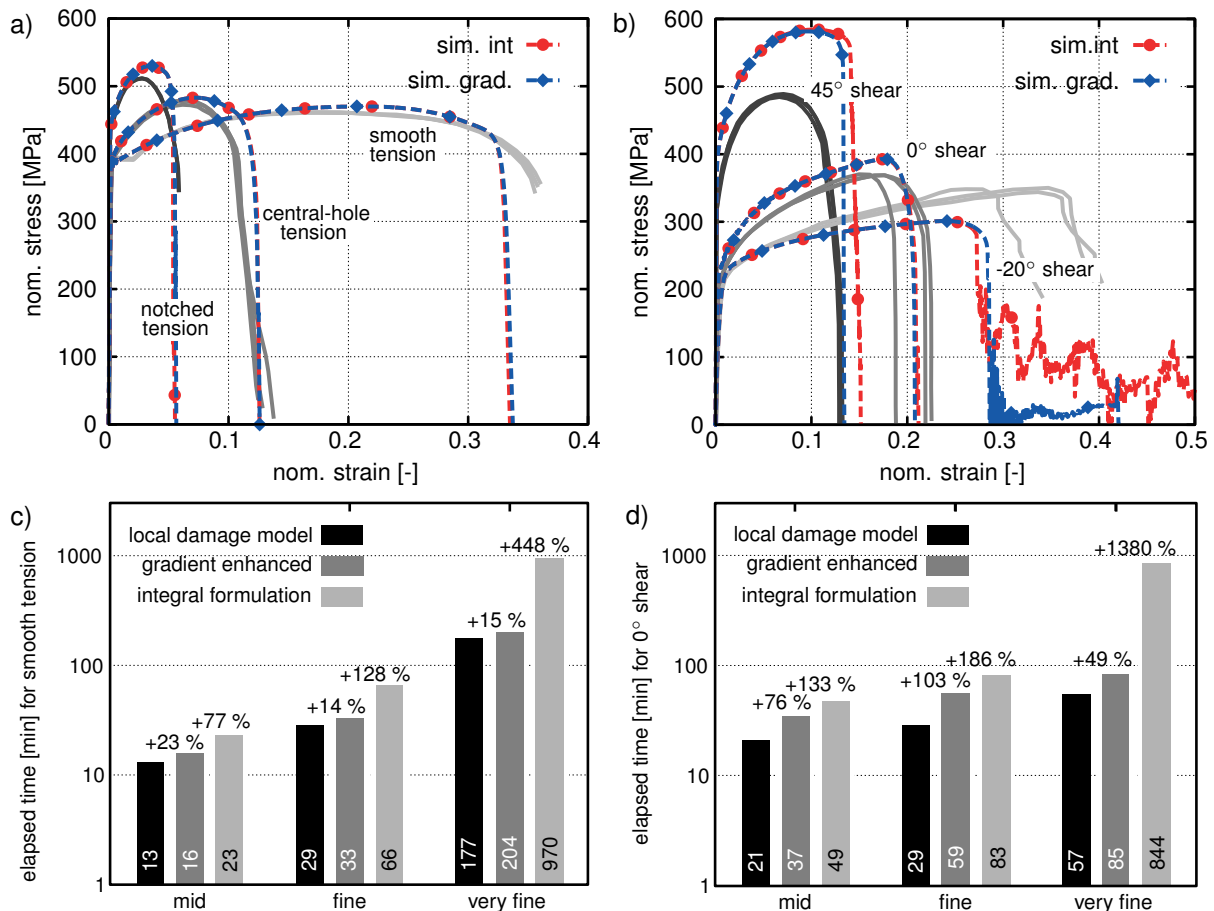 a)
600
500
400
300
200
100
0
nom. stress [MPa]
sim. int
sim. grad.
smooth
tension
central-hole
tension
notched
tension
0 0.1 0.2 0.3 0.4
nom. strain [-]
b)
600
500
400
300
200
100
0
nom. stress [MPa]
sim.int
sim. grad.
45° shear
0° shear
-20° shear
0 0.1 0.2 0.3 0.4 0.5
nom. strain [-]
c)
elapsed time [min] for smooth tension
1000
100
10
1
local damage model
gradient enhanced
integral formulation
+23 %
+77 %
+14 %
+128 %
+15 %
+448 %
13 16 23 29 33 66 177 204 970
mid fine very fine
d)
elapsed time [min] for 0° shear
1000
100
10
1
local damage model
gradient enhanced
integral formulation
+76 %
+133 %
+103 %
+186 %
+49 %
+1380 %
21 37 49 29 59 83 57 85 844
mid fine very fine